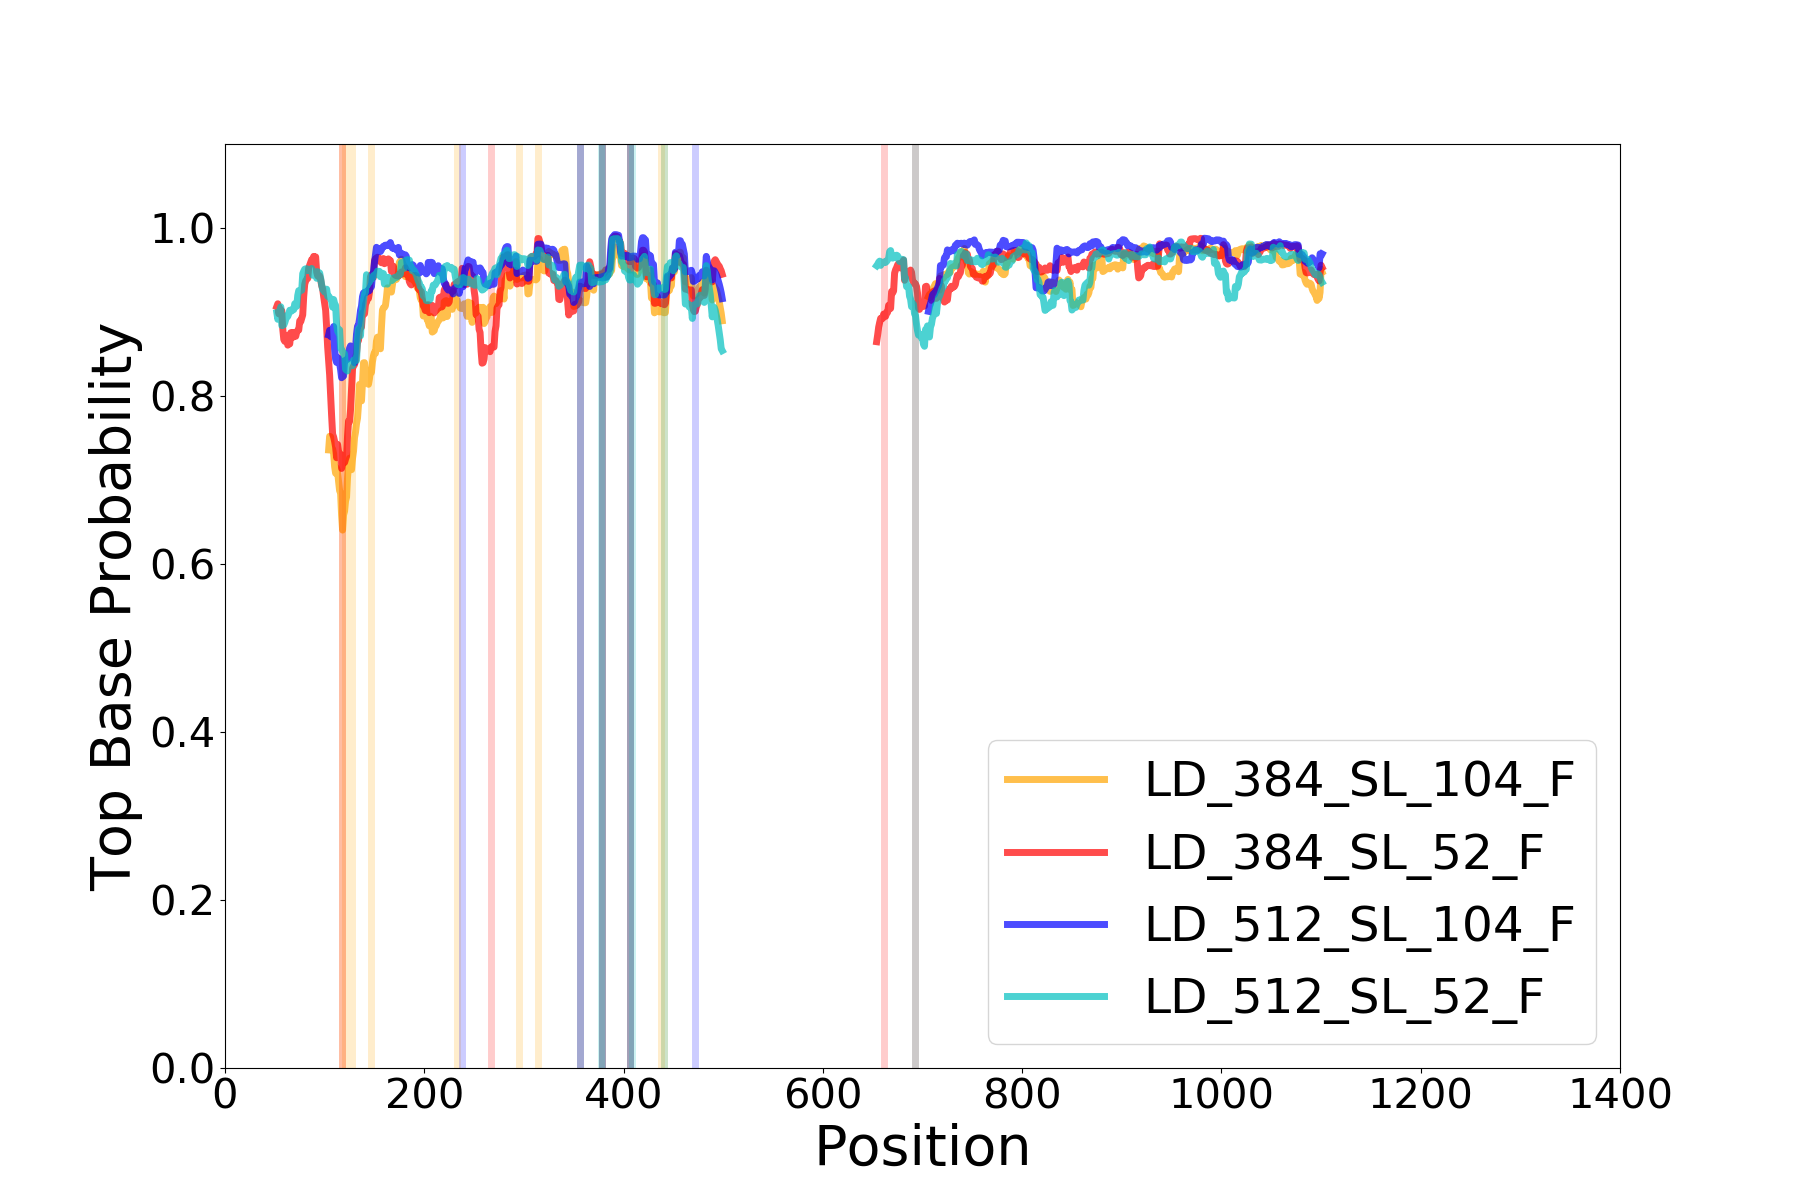 Top Base Probability
1.0
0.8
0.6
0.4
0.2
0.0
0 200 400 600 800 1000 1200 1400
Position
LD_384_SL_104_F
LD_384_SL_52_F
LD_512_SL_104_F
LD_512_SL_52_F